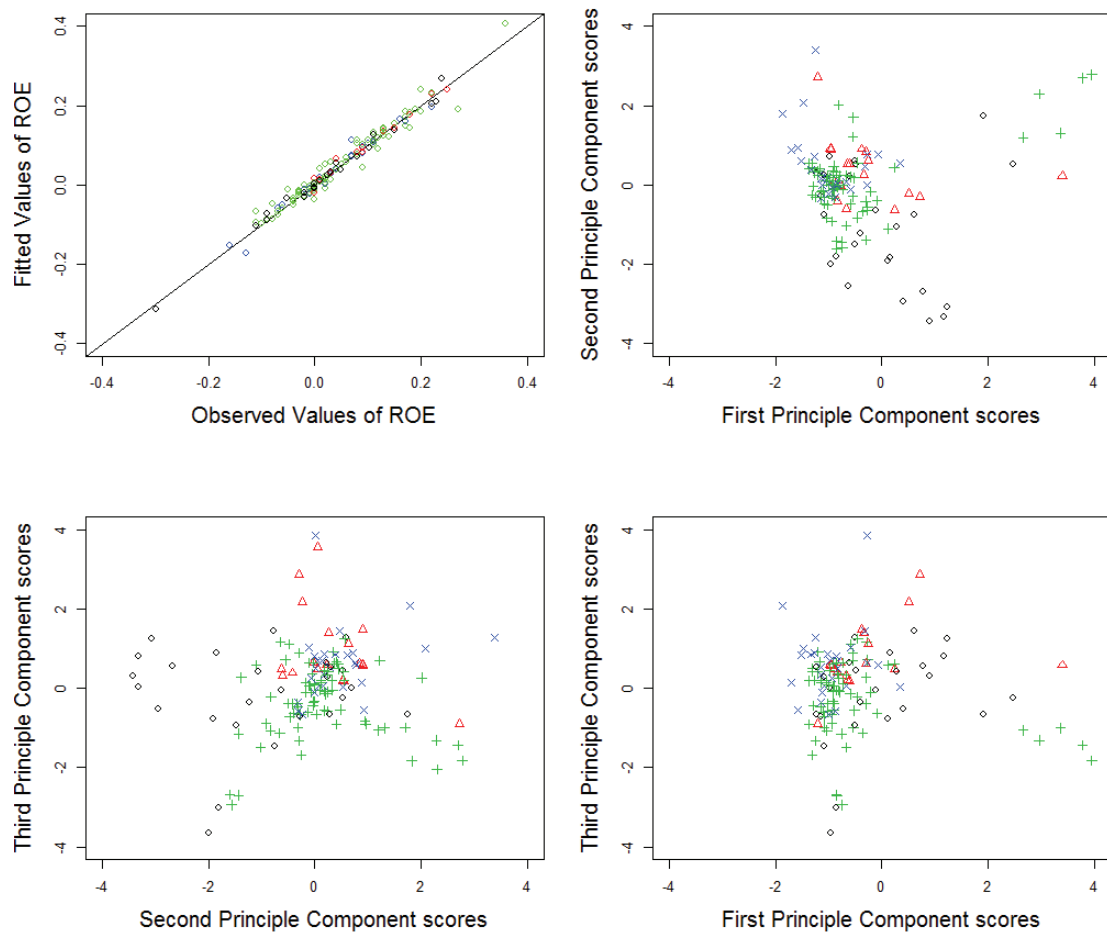 0.4
0.2
0.0
-0.2
-0.4
Fitted Values of ROE
-0.4 -0.2 0.0 0.2 0.4
Observed Values of ROE
4
2
0
-2
-4
Second Principle Component scores
-4 -2 0 2 4
First Principle Component scores
4
2
0
-2
-4
Third Principle Component scores
-4 -2 0 2 4
Second Principle Component scores
4
2
0
-2
-4
Third Principle Component scores
-4 -2 0 2 4
First Principle Component scores